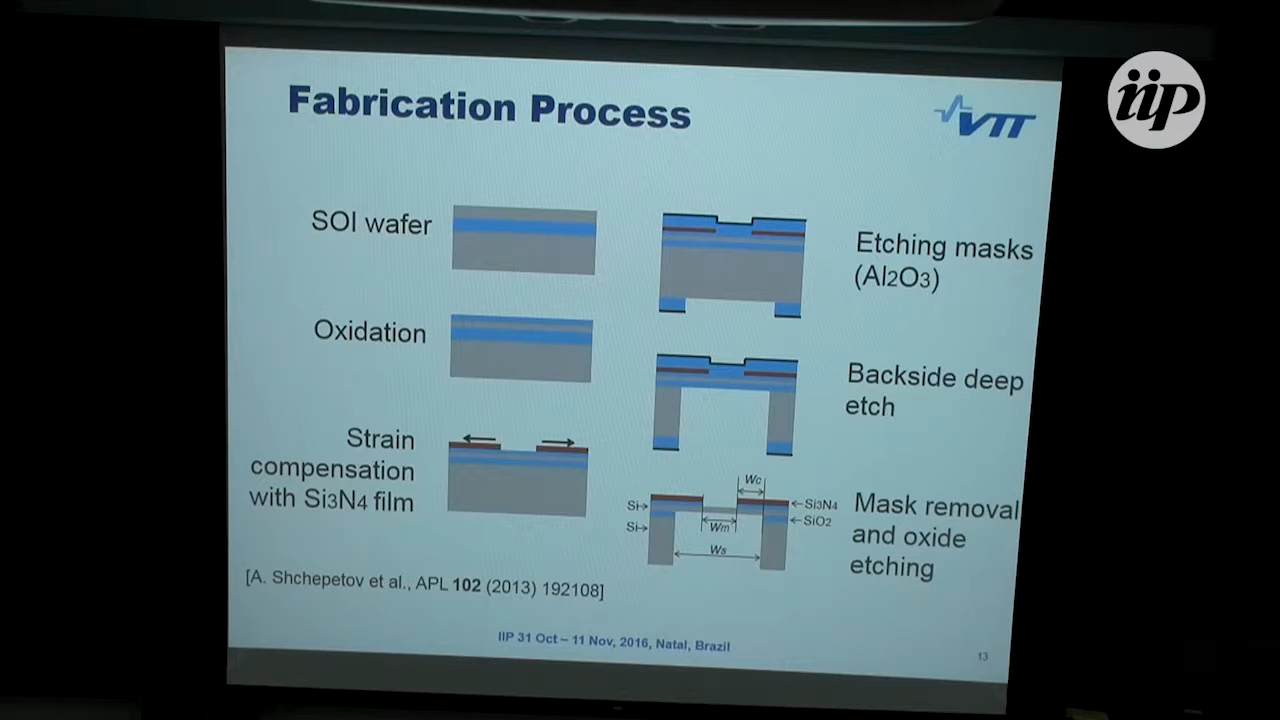 Fabrication Process
VTT
iip
SOI wafer
Oxidation
Strain
compensation
with Si3N4 film
Etching masks
(Al2O3)
Backside deep
etch
Wc
Si
Si
Si3N4
SiO2
Wm
Ws
Mask removal
and oxide
etching
[A. Shchepetov et al., APL 102 (2013) 192108]
IIP 31 Oct – 11 Nov, 2016, Natal, Brazil
13